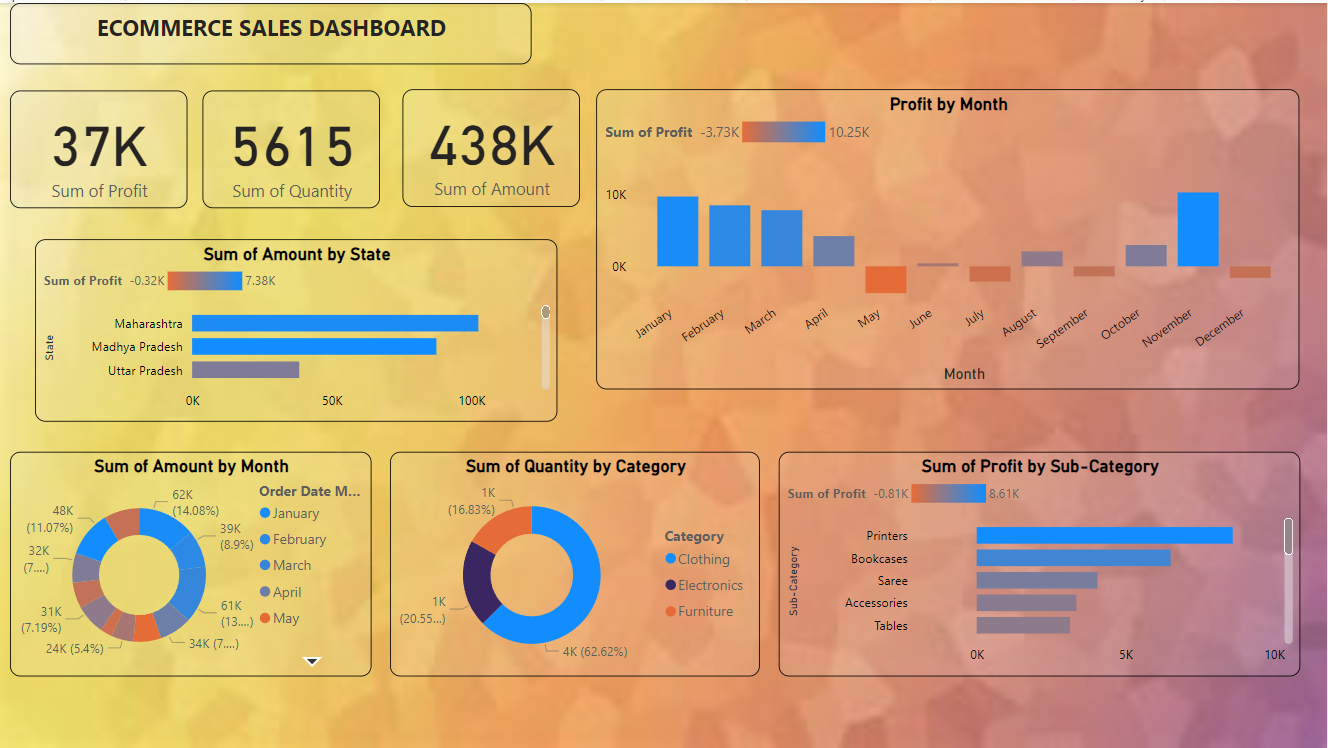 ECOMMERCE SALES DASHBOARD
37K
Sum of Profit
5615
Sum of Quantity
438K
Sum of Amount
Profit by Month
Sum of Profit -3.73K 10.25K
10K
0K
January
February
March
April
May
June
July
August
September
October
November
December
Month
Sum of Amount by State
Sum of Profit -0.32K 7.38K
State
Maharashtra
Madhya Pradesh
Uttar Pradesh
0K 50K 100K
Sum of Amount by Month
62K
(14.08%)
39K
(8.9%)
61K
(13....)
34K (7....)
24K (5.4%)
31K
(7.19%)
32K
(7....)
48K
(11.07%)
Order Date M...
January
February
March
April
May
Sum of Quantity by Category
1K
(16.83%)
1K
(20.55...)
4K (62.62%)
Category
Clothing
Electronics
Furniture
Sum of Profit by Sub-Category
Sum of Profit -0.81K 8.61K
Sub-Category
Printers
Bookcases
Saree
Accessories
Tables
0K 5K 10K